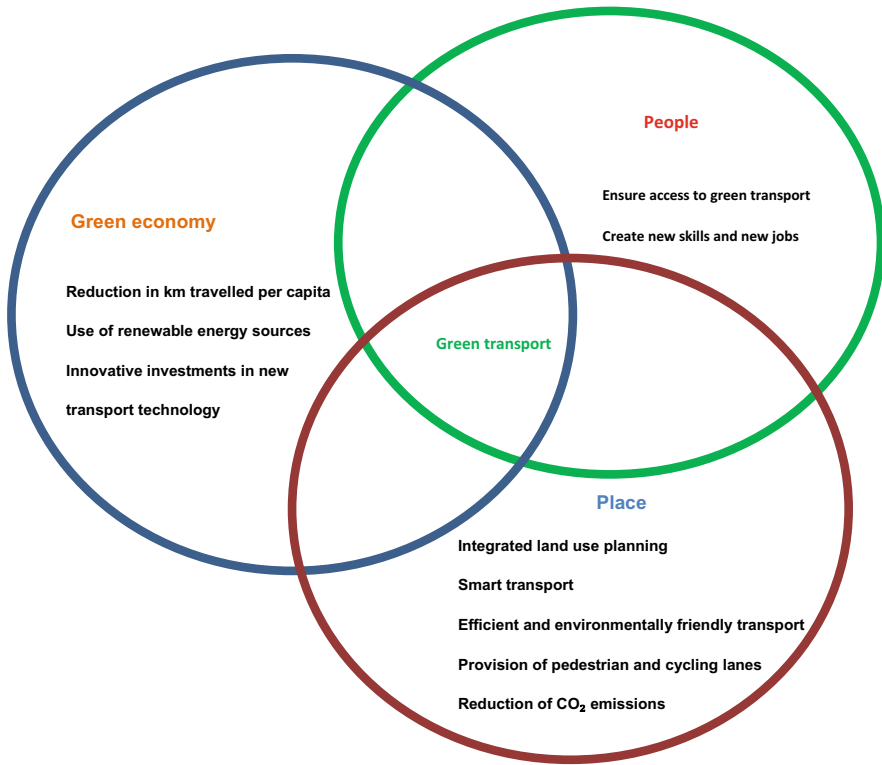 People
Ensure access to green transport
Create new skills and new jobs
Green economy
Reduction in km travelled per capita
Use of renewable energy sources
Innovative investments in new
transport technology
Green transport
Place
Integrated land use planning
Smart transport
Efficient and environmentally friendly transport
Provision of pedestrian and cycling lanes
Reduction of CO₂ emissions